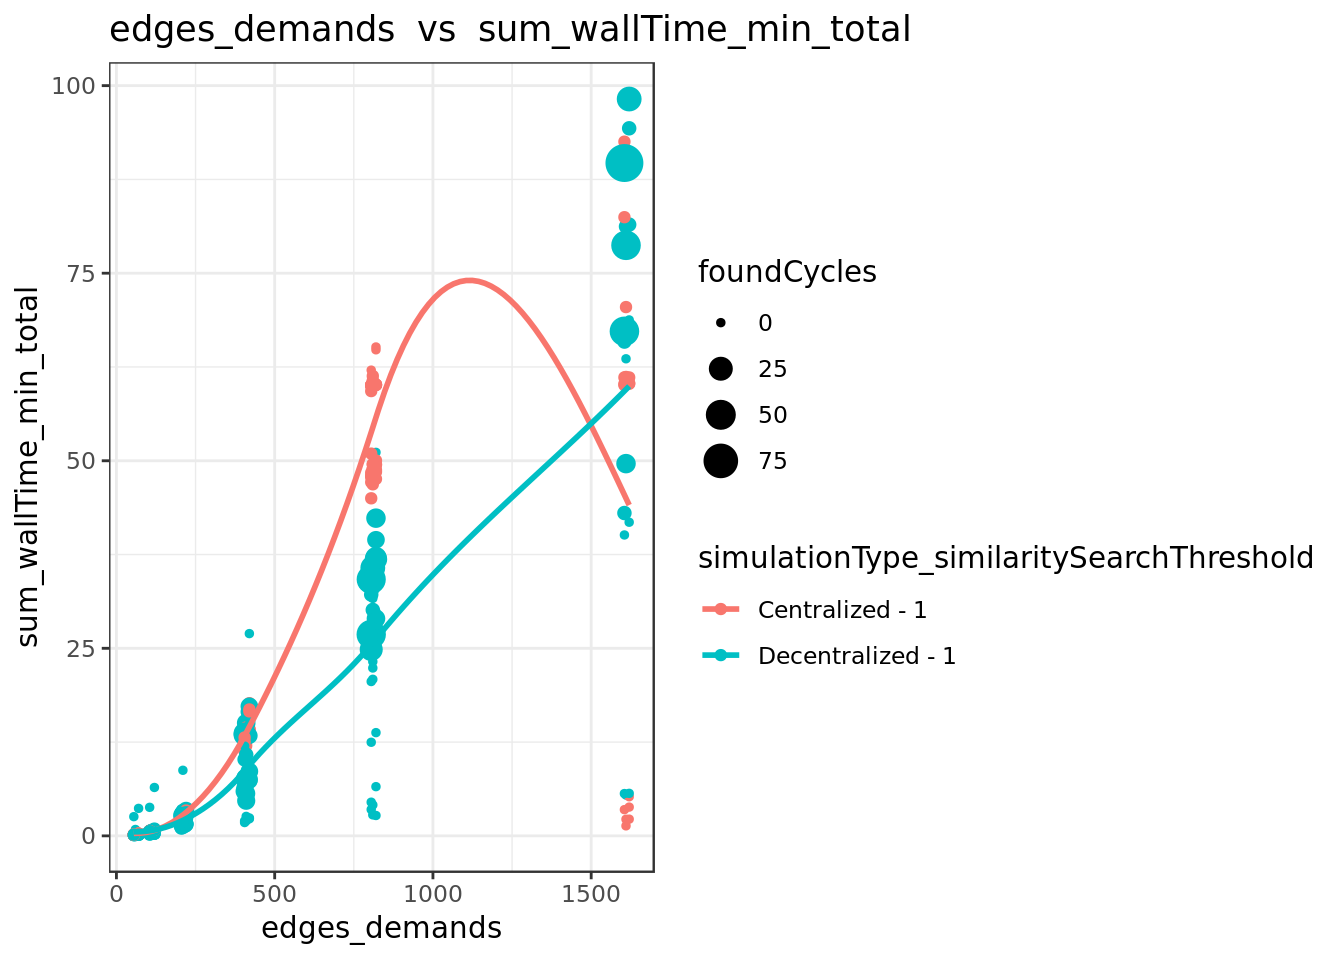 edges_demands  vs  sum_wallTime_min_total
100
75
50
25
0
sum_wallTime_min_total
0
500
1000
1500
edges_demands
foundCycles
0
25
50
75
simulationType_similaritySearchThreshold
Centralized - 1
Decentralized - 1